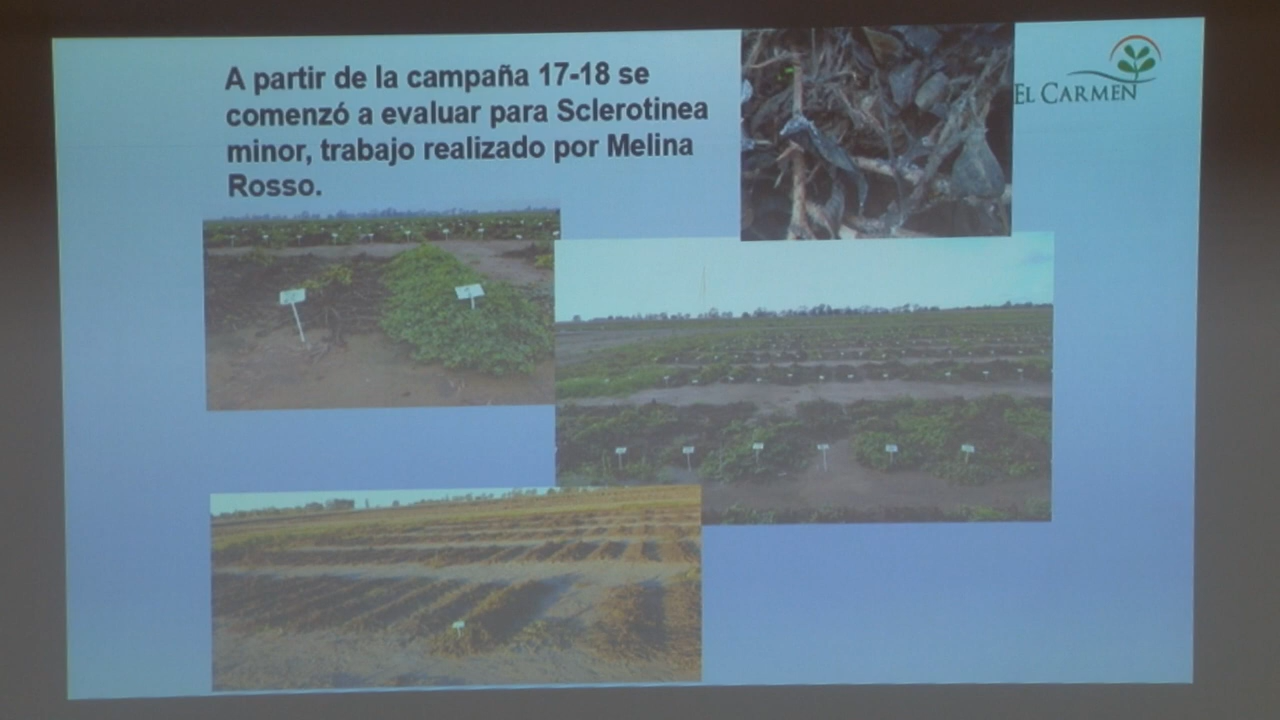 A partir de la campaña 17-18 se
comenzó a evaluar para Sclerotinea
minor, trabajo realizado por Melina
Rosso.
EL CARMEN